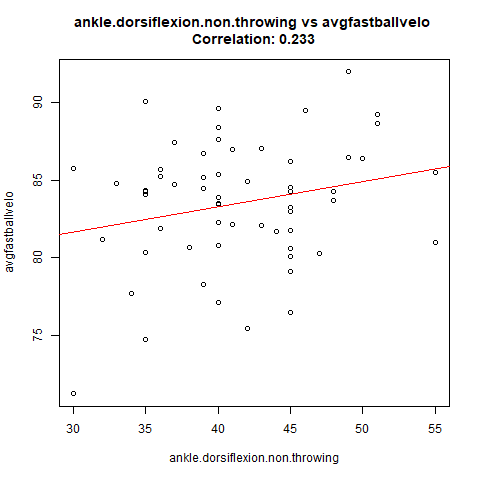 ankle.dorsiflexion.non.throwing vs avgfastballvelo
Correlation: 0.233
avgfastballvelo
90
85
80
75
30 35 40 45 50 55
ankle.dorsiflexion.non.throwing